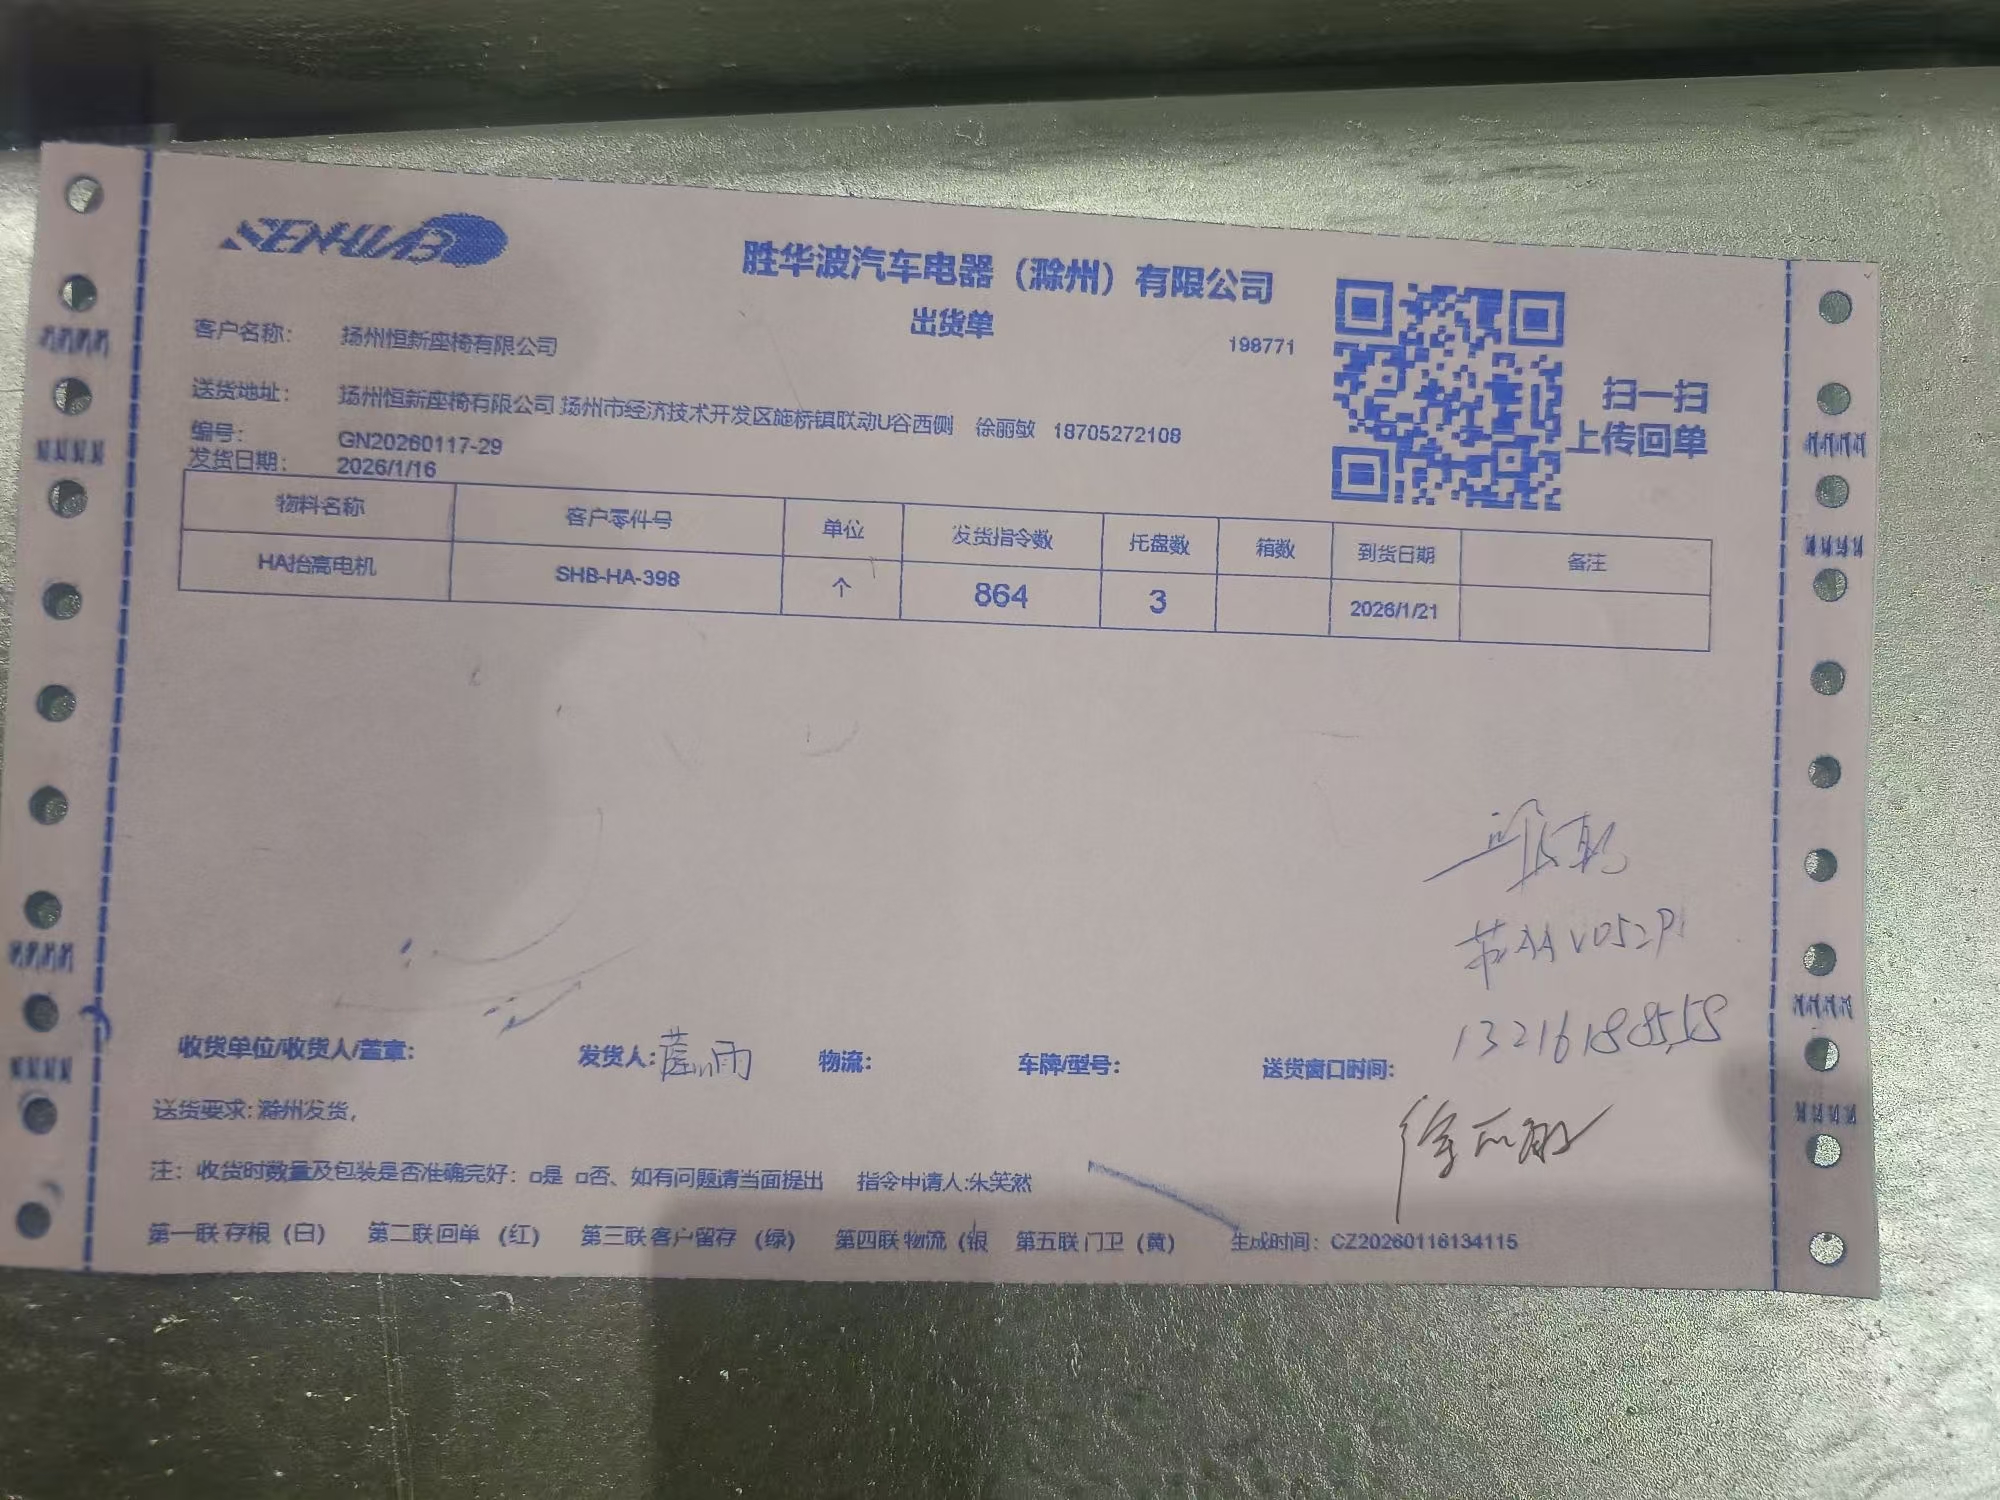 SENHUAB
胜华波汽车电器（滁州）有限公司
出货单
198771
扫一扫
上传回单
客户名称： 扬州恒新座椅有限公司
送货地址： 扬州恒新座椅有限公司 扬州市经济技术开发区施桥镇联动U谷西侧 徐丽敏 18705272108
编号： GN20260117-29
发货日期： 2026/1/16
物料名称 客户零件号 单位 发货指令数 托盘数 箱数 到货日期 备注
HA抬高电机 SHB-HA-398 个 864 3 2026/1/21
13216188558
收货单位/收货人/盖章： 发货人： 物流： 车牌/型号： 送货窗口时间：
徐丽敏
送货要求: 滁州发货,
注： 收货时数量及包装是否准确完好：□是 □否、如有问题请当面提出 指令申请人:朱笑然
第一联 存根（白） 第二联 回单 （红） 第三联 客户留存 （绿） 第四联 物流（银 第五联 门卫（黄） 生成时间：CZ20260116134115